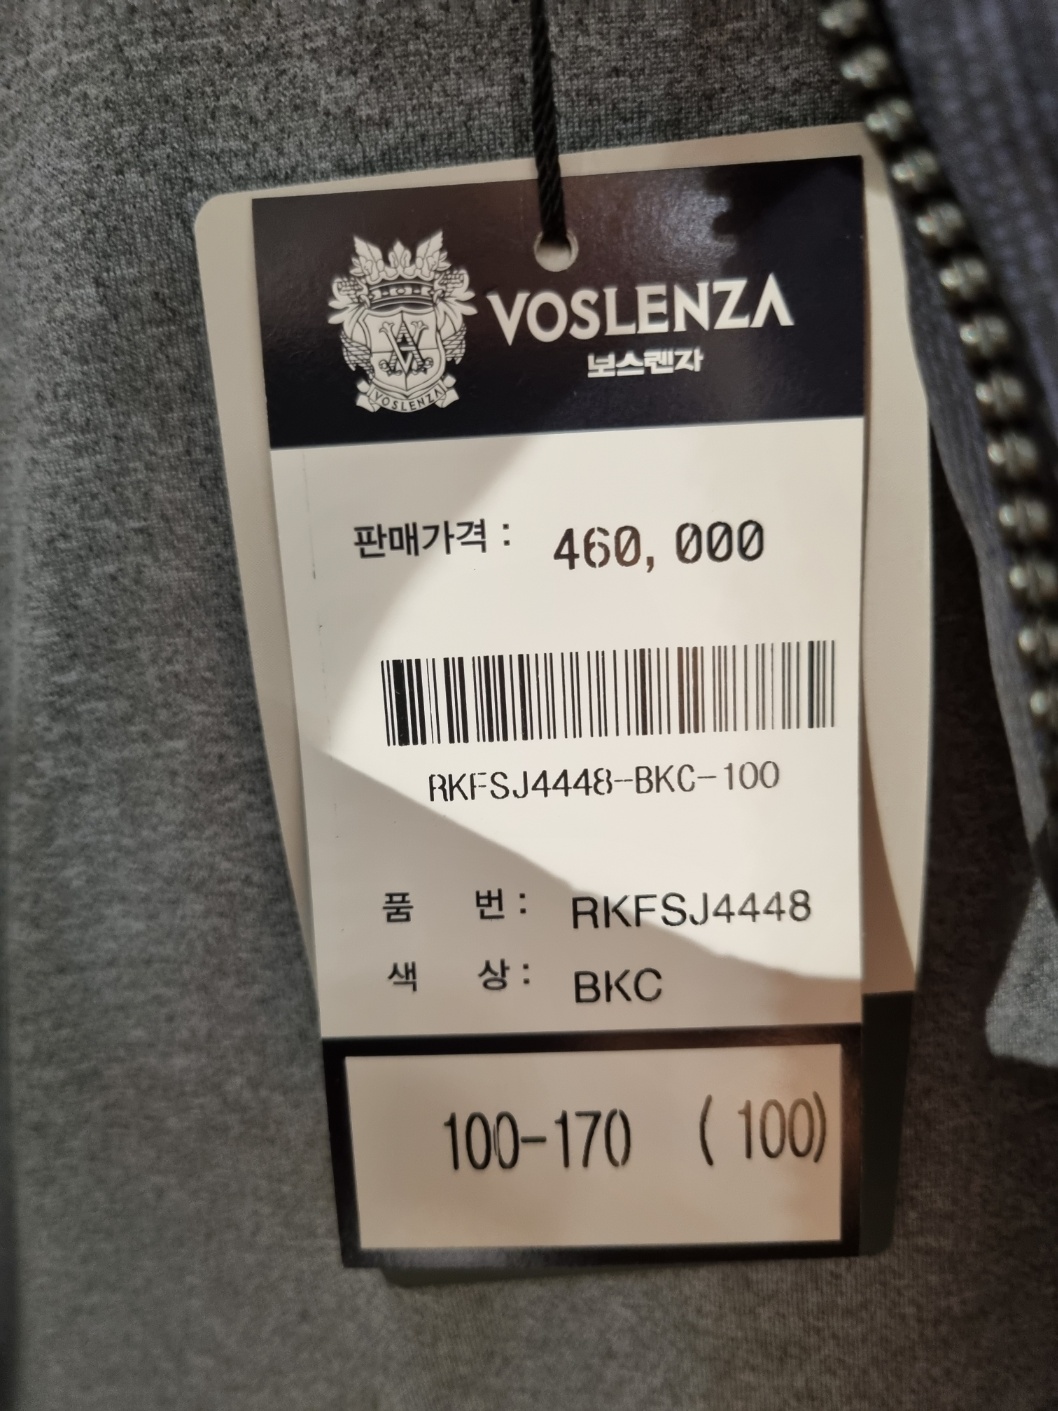 VOSLENZA
보스렌자
VOSLENZA
판매가격 : 460,000
RKFSJ4448-BKC-100
품 번 : RKFSJ4448
색 상 : BKC
100-170 ( 100)